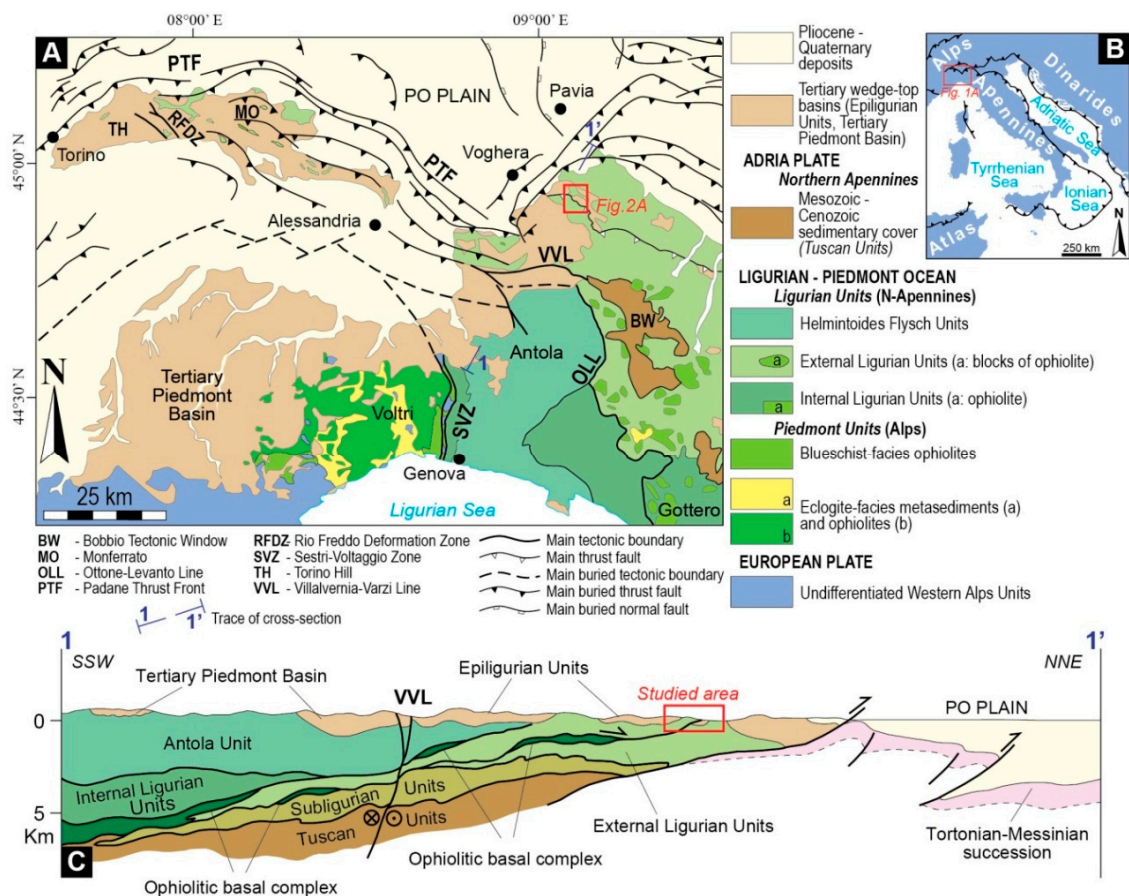 08°00' E
09°00' E
A
PTF
PO PLAIN
Pavia
MO
TH
RFDZ
1'
Torino
PTF
Voghera
45°00' N
Fig.2A
Alessandria
VVL
BW
Antola
1
OLL
Tertiary
Piedmont
Basin
Voltri
44°30' N
SVZ
N
Genova
25 km
Ligurian Sea
Gottero
Pliocene -
Quaternary
deposits
Tertiary wedge-top
basins (Epiligurian
Units, Tertiary
Piedmont Basin)
ADRIA PLATE
Northern Apennines
Mesozoic -
Cenozoic
sedimentary cover
(Tuscan Units)
B
Alps
Dinarides
Fig. 1A
Apennines
Adriatic Sea
Tyrrhenian
Sea
Ionian
Sea
Atlas
250 km
N
LIGURIAN - PIEDMONT OCEAN
Ligurian Units (N-Apennines)
Helmintoides Flysch Units
a
External Ligurian Units (a: blocks of ophiolite)
a
Internal Ligurian Units (a: ophiolite)
Piedmont Units (Alps)
Blueschist-facies ophiolites
a
Eclogite-facies metasediments (a)
b
and ophiolites (b)
EUROPEAN PLATE
Undifferentiated Western Alps Units
BW - Bobbio Tectonic Window
MO - Monferrato
OLL - Ottone-Levanto Line
PTF - Padane Thrust Front
RFDZ- Rio Freddo Deformation Zone
SVZ - Sestri-Voltaggio Zone
TH - Torino Hill
VVL - Villalvernia-Varzi Line
Main tectonic boundary
Main thrust fault
Main buried tectonic boundary
Main buried thrust fault
Main buried normal fault
1 1' Trace of cross-section
1
1'
SSW
NNE
Tertiary Piedmont Basin
VVL
Epiligurian Units
Studied area
PO PLAIN
0
Antola Unit
Internal Ligurian
Units
Subligurian Units
5
Km
Tuscan Units
External Ligurian Units
Tortonian-Messinian
succession
C
Ophiolitic basal complex
Ophiolitic basal complex